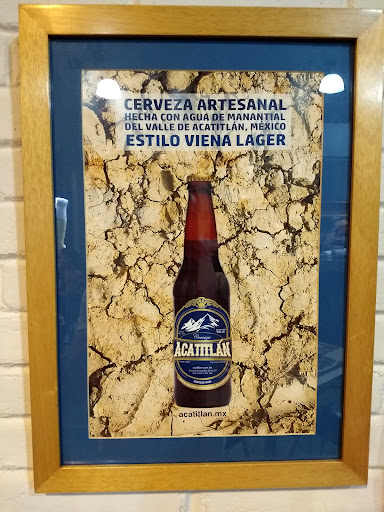 CERVEZA ARTESANAL
HECHA CON AGUA DE MANANTIAL
DEL VALLE DE ACATITLÁN, MÉXICO
ESTILO VIENA LAGER
Cerveza
ACATITLÁN
acatitlan.mx